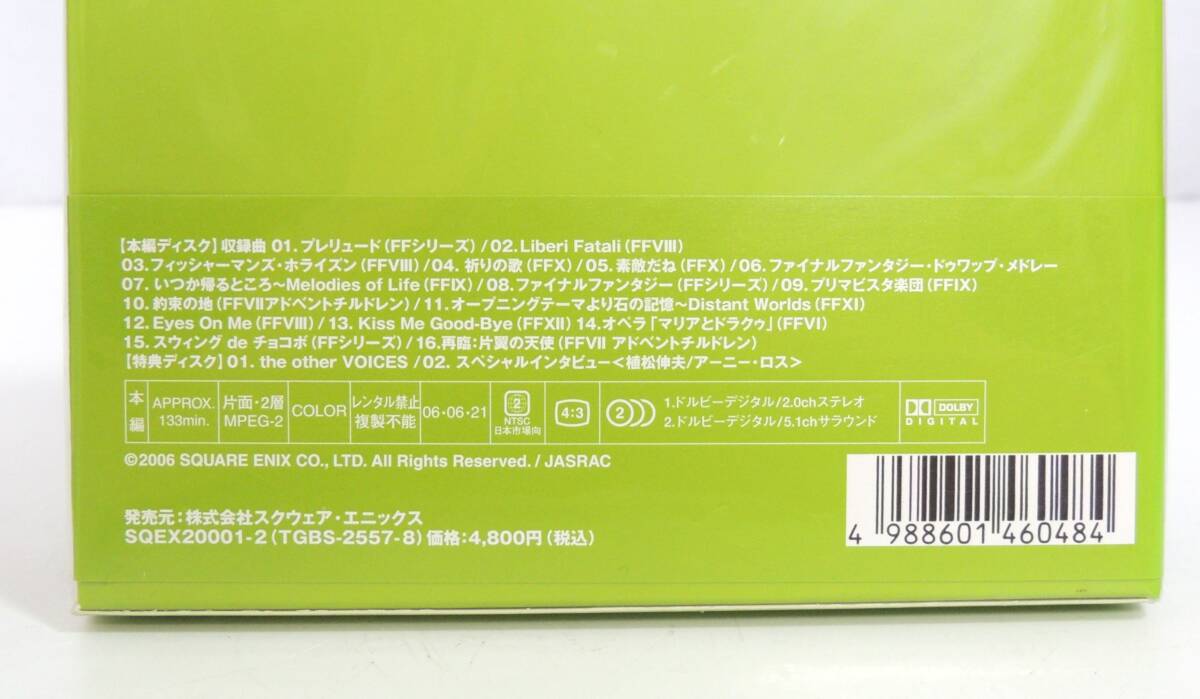 【本編ディスク】収録曲 01. プレリュード(FFシリーズ) / 02. Liberi Fatali (FFVIII)
03.フィッシャーマンズ・ホライズン(FFVIII) / 04. 祈りの歌(FFX) / 05. 素敵だね(FFX) / 06. ファイナルファンタジー・ドゥワップ・メドレー
07. いつか帰るところ~Melodies of Life (FFIX) / 08. ファイナルファンタジー(FFシリーズ) / 09. プリマビスタ楽団(FFIX)
10. 約束の地(FFVIIアドベントチルドレン) / 11. オープニングテーマより石の記憶~Distant Worlds (FFXI)
12. Eyes On Me (FFVIII) / 13. Kiss Me Good-Bye (FFXII) 14. オペラ「マリアとドラクゥ」(FFVI)
15. スウィング de チョコボ(FFシリーズ) / 16.再臨:片翼の天使(FFVII アドベントチルドレン)
【特典ディスク】01. the other VOICES / 02. スペシャルインタビュー<植松伸夫/アーニー・ロス>
本編
APPROX. 133min.
片面・2層 MPEG-2
COLOR
レンタル禁止 複製不能
06・06・21
2 NTSC 日本市場向
4:3
2
1.ドルビーデジタル/2.0chステレオ
2.ドルビーデジタル/5.1chサラウンド
DOLBY DIGITAL
©2006 SQUARE ENIX CO., LTD. All Rights Reserved. / JASRAC
発売元:株式会社スクウェア・エニックス
SQEX20001-2 (TGBS-2557-8) 価格:4,800円(税込)
4 988601 460484